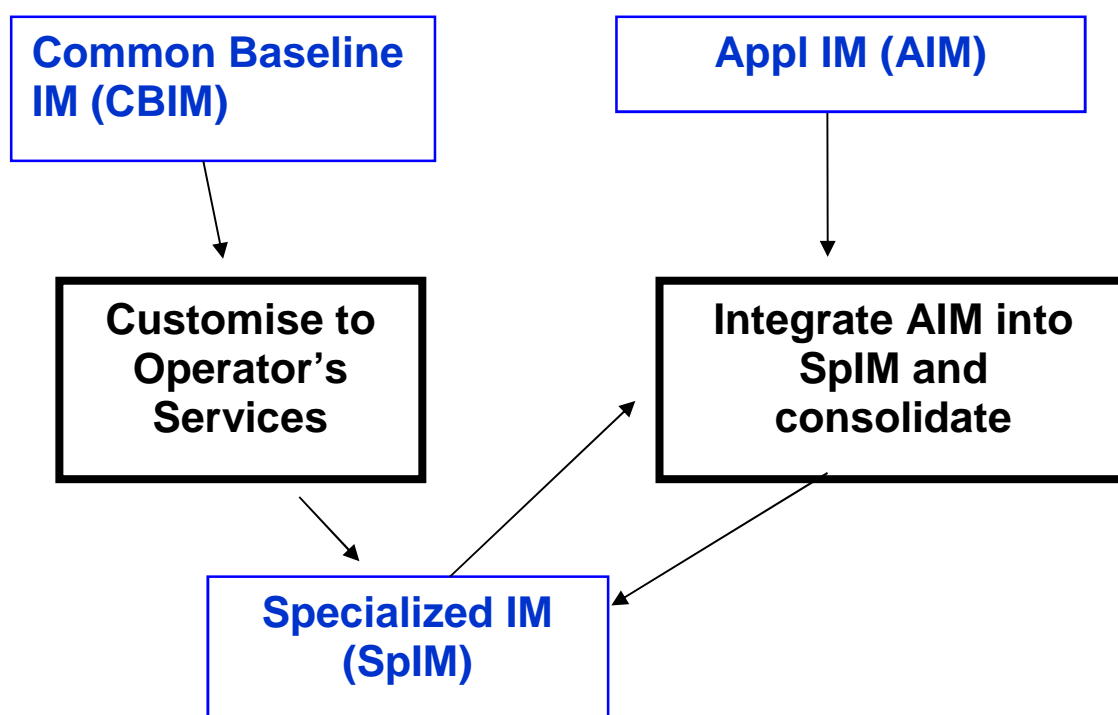 Common Baseline
IM (CBIM)
Appl IM (AIM)
Customise to
Operator’s
Services
Integrate AIM into
SpIM and
consolidate
Specialized IM
(SpIM)